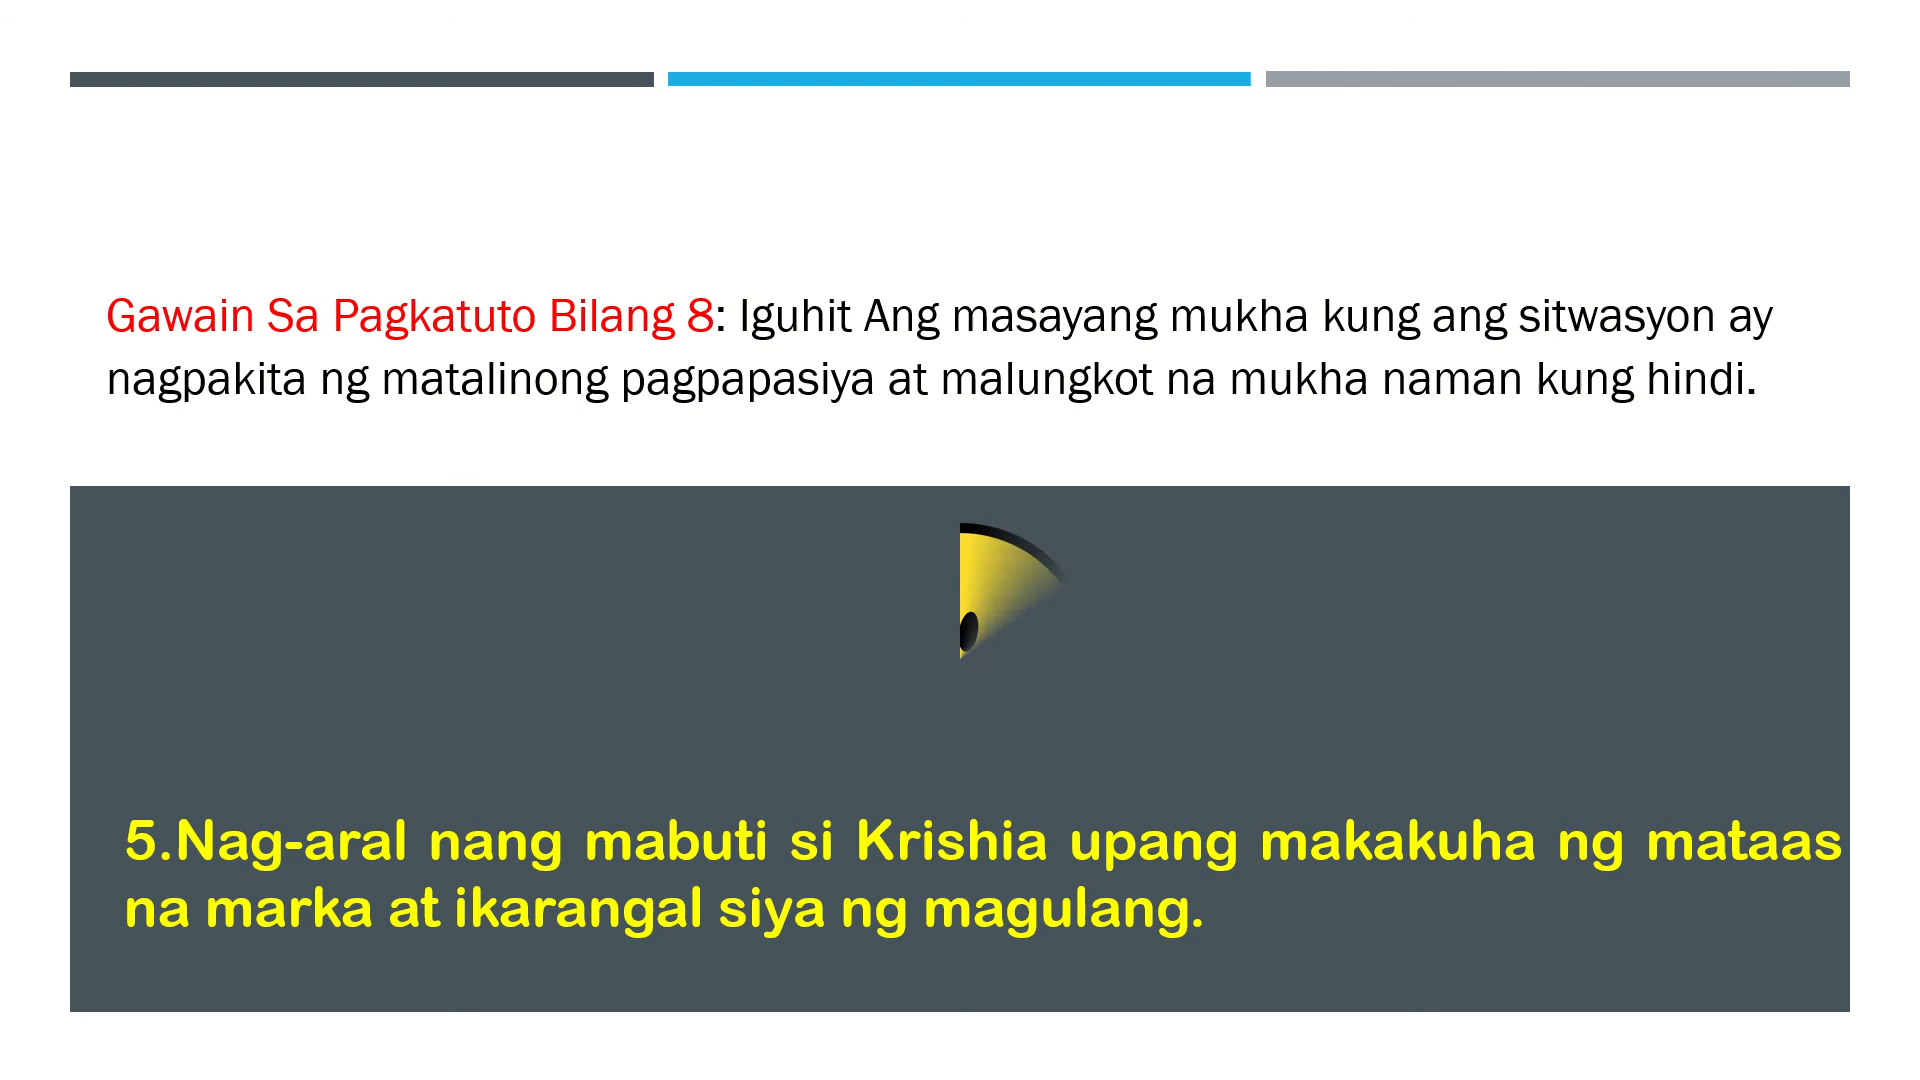 Gawain Sa Pagkatuto Bilang 8: Iguhit Ang masayang mukha kung ang sitwasyon ay
nagpakita ng matalinong pagpapasiya at malungkot na mukha naman kung hindi.
5.Nag-aral nang mabuti si Krishia upang makakuha ng mataas
na marka at ikarangal siya ng magulang.